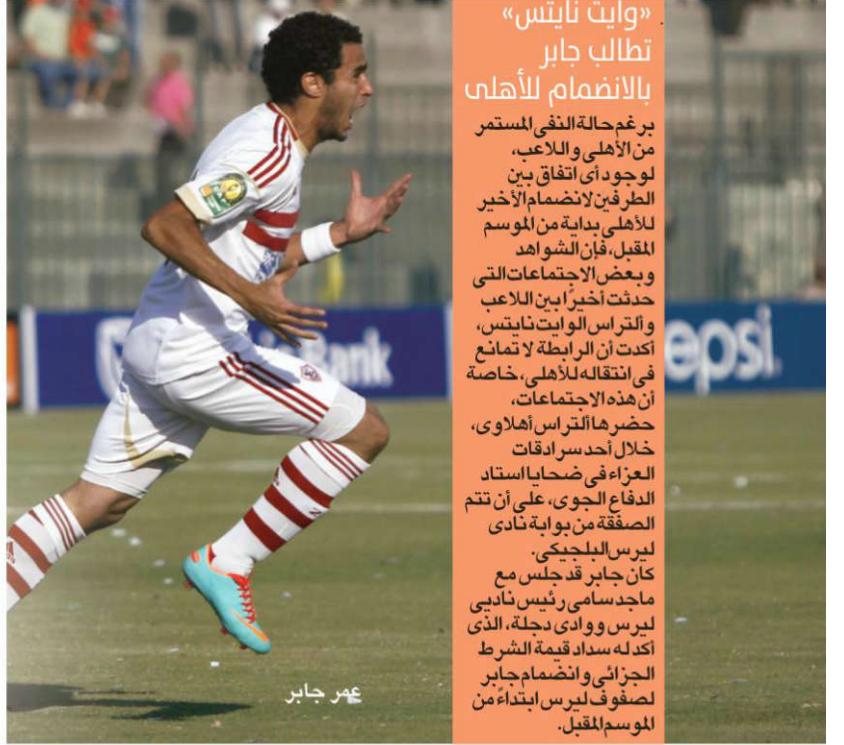 «وايت نايتس»
تطالب جابر
بالانضمام للأهلى
برغم حالة النفى المستمر
من الأهلى واللاعب،
لوجود أى اتفاق بين
الطرفين لانضمام الأخير
للأهلى بداية من الموسم
المقبل، فإن الشواهد
وبعض الاجتماعات التى
حدثت أخيرًا بين اللاعب
وألتراس الوايت نايتس،
أكدت أن الرابطة لا تمانع
فى انتقاله للأهلى، خاصة
أن هذه الاجتماعات،
حضرها ألتراس أهلاوى،
خلال أحد سرادقات
العزاء فى ضحايا استاد
الدفاع الجوى، على أن تتم
الصفقة من بوابة نادى
ليرس البلجيكى.
كان جابر قد جلس مع
ماجد سامى رئيس ناديى
ليرس ووادى دجلة، الذى
أكد له سداد قيمة الشرط
الجزائى وانضمام جابر
لصفوف ليرس ابتداءً من
الموسم المقبل.
عمر جابر
Bank
epsi